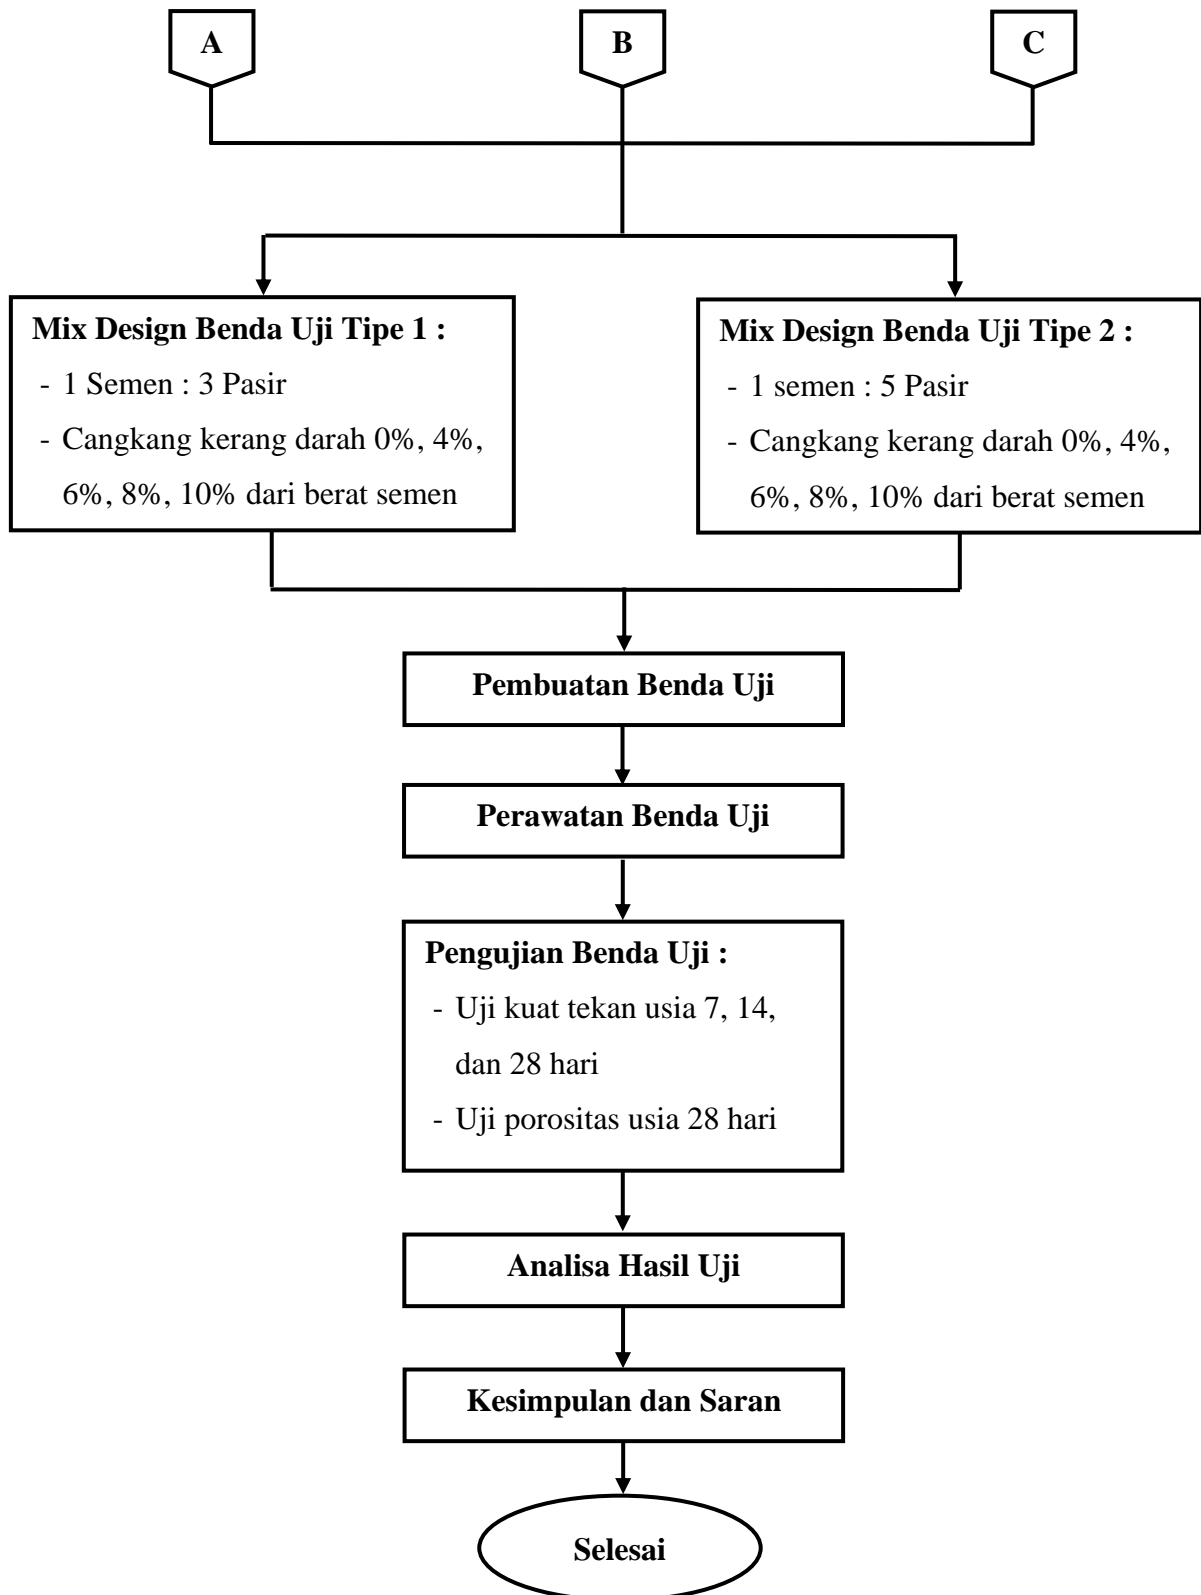 A
B
C
Mix Design Benda Uji Tipe 1 :
- 1 Semen : 3 Pasir
- Cangkang kerang darah 0%, 4%,
6%, 8%, 10% dari berat semen
Mix Design Benda Uji Tipe 2 :
- 1 semen : 5 Pasir
- Cangkang kerang darah 0%, 4%,
6%, 8%, 10% dari berat semen
Pembuatan Benda Uji
Perawatan Benda Uji
Pengujian Benda Uji :
- Uji kuat tekan usia 7, 14,
dan 28 hari
- Uji porositas usia 28 hari
Analisa Hasil Uji
Kesimpulan dan Saran
Selesai